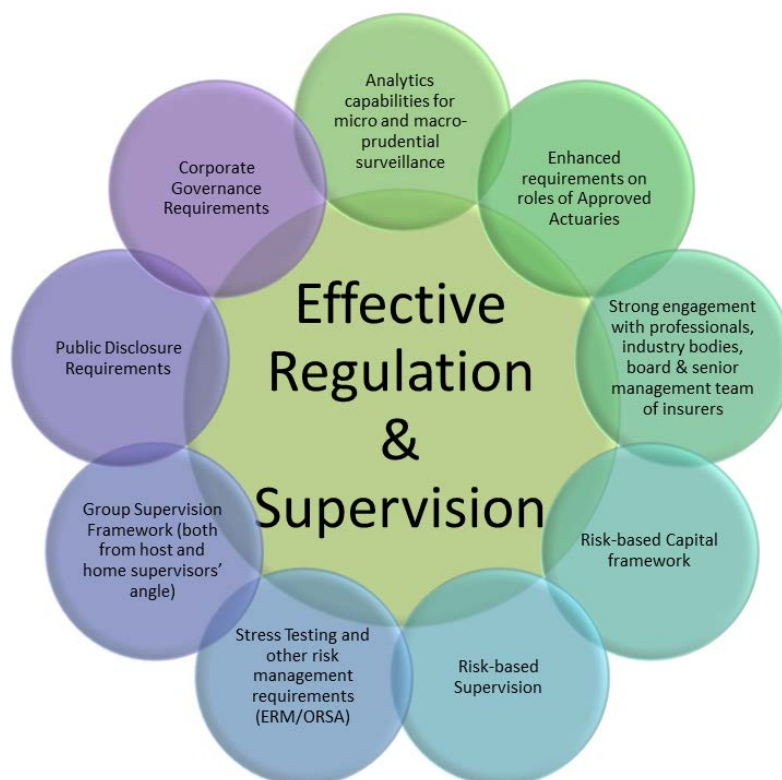 Analytics
capabilities for
micro and macro-
prudential
surveillance
Enhanced
requirements on
roles of Approved
Actuaries
Strong engagement
with professionals,
industry bodies,
board & senior
management team
of insurers
Risk-based Capital
framework
Risk-based
Supervision
Stress Testing and
other risk
management
requirements
(ERM/ORSA)
Group Supervision
Framework (both
from host and
home supervisors’
angle)
Public Disclosure
Requirements
Corporate
Governance
Requirements
Effective
Regulation
&
Supervision